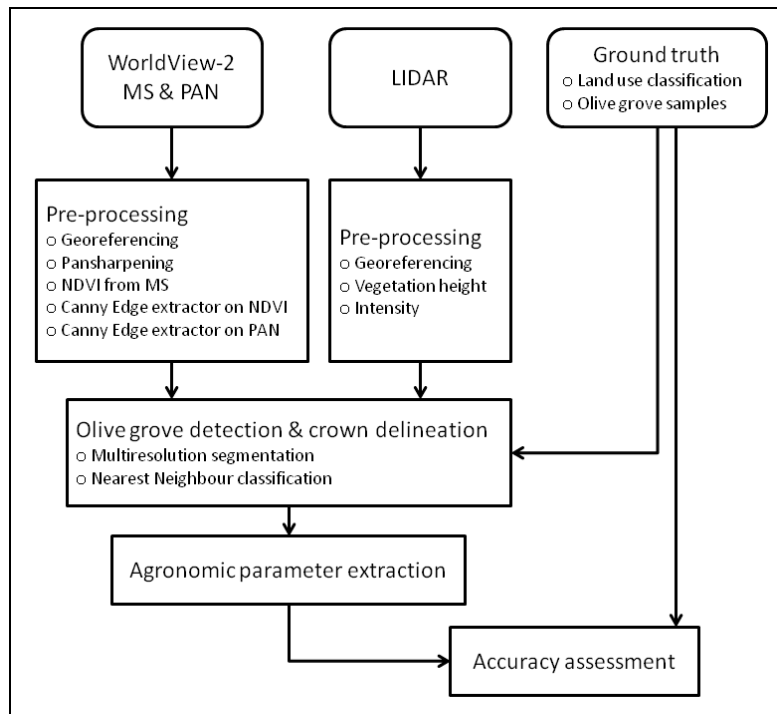 WorldView-2
MS & PAN
LIDAR
Ground truth
○ Land use classification
○ Olive grove samples
Pre-processing
○ Georeferencing
○ Pansharpening
○ NDVI from MS
○ Canny Edge extractor on NDVI
○ Canny Edge extractor on PAN
Pre-processing
○ Georeferencing
○ Vegetation height
○ Intensity
Olive grove detection & crown delineation
○ Multiresolution segmentation
○ Nearest Neighbour classification
Agronomic parameter extraction
Accuracy assessment